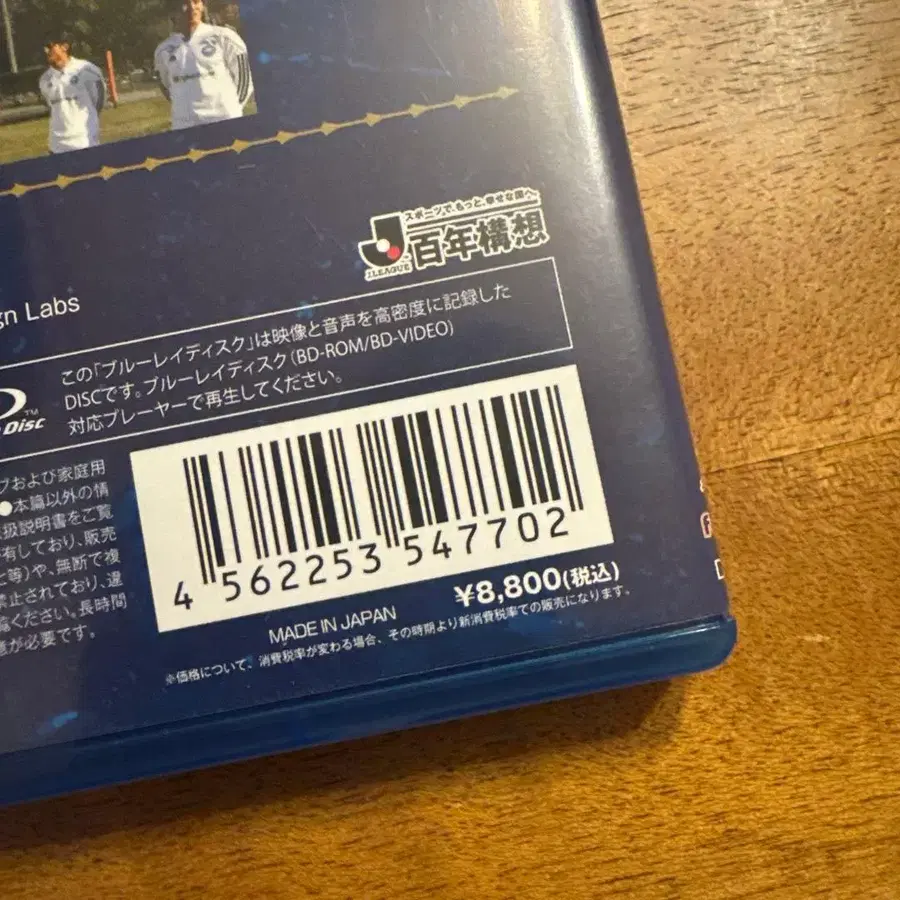 スポーツで、もっと、幸せな国へ。
J.LEAGUE
百年構想
gn Labs
この「ブルーレイディスク」は映像と音声を高密度に記録した
DISCです。ブルーレイディスク(BD-ROM/BD-VIDEO)
対応プレーヤーで再生してください。
Disc™
および家庭用
●本篇以外の情
扱説明書をご覧
有しており、販売
等)や、無断で複
禁止されており、違
ください。長時間
が必要です。
4 562253 547702
¥8,800(税込)
MADE IN JAPAN
※価格について、消費税率が変わる場合、その時期より新消費税率での販売になります。